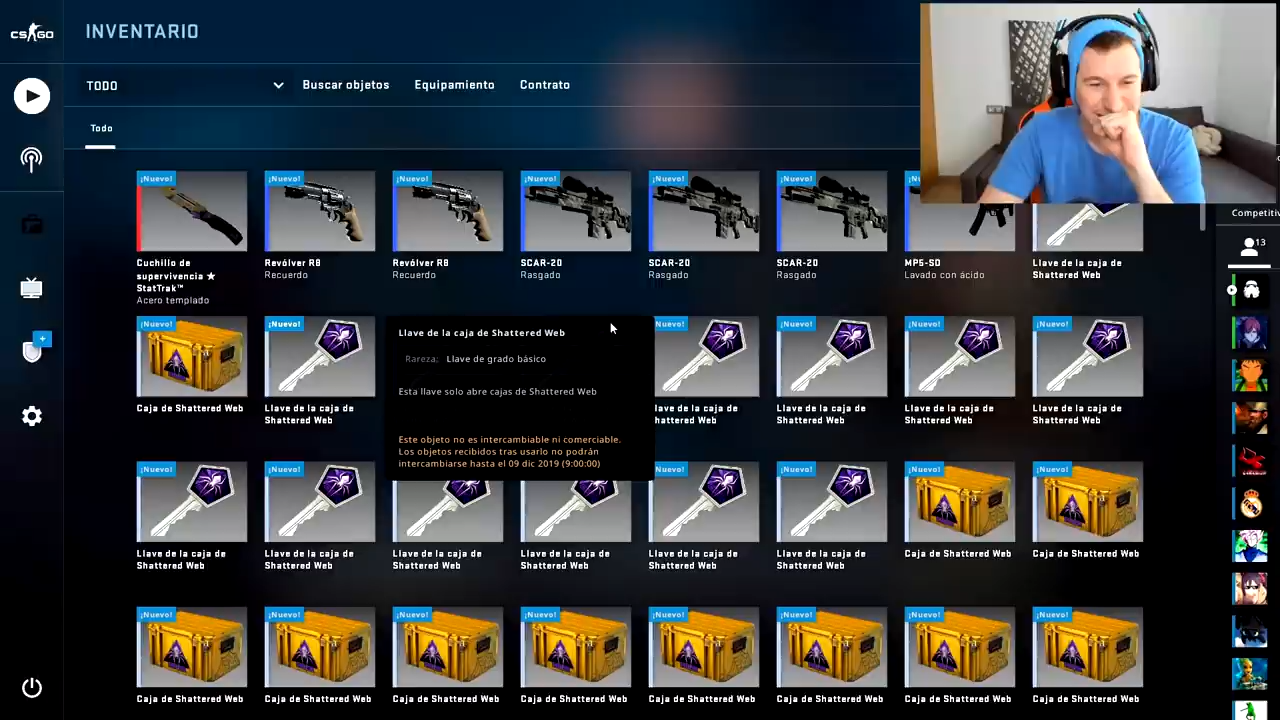 CS:GO
INVENTARIO
TODO
Buscar objetos
Equipamiento
Contrato
Todo
¡Nuevo!
¡Nuevo!
¡Nuevo!
¡Nuevo!
¡Nuevo!
¡Nuevo!
Cuchillo de
supervivencia ★
StatTrak™
Acero templado
Revólver R8
Recuerdo
Revólver R8
Recuerdo
SCAR-20
Rasgado
SCAR-20
Rasgado
SCAR-20
Rasgado
MP5-SD
Lavado con ácido
Llave de la caja de
Shattered Web
Competiti
13
¡Nuevo!
¡Nuevo!
¡Nuevo!
¡Nuevo!
¡Nuevo!
Caja de Shattered Web
Llave de la caja de
Shattered Web
Llave de la caja de Shattered Web
Rareza: Llave de grado básico
Esta llave solo abre cajas de Shattered Web
Este objeto no es intercambiable ni comerciable.
Los objetos recibidos tras usarlo no podrán
intercambiarse hasta el 09 dic 2019 (9:00:00)
Llave de la caja de
Shattered Web
Llave de la caja de
Shattered Web
Llave de la caja de
Shattered Web
Llave de la caja de
Shattered Web
¡Nuevo!
¡Nuevo!
¡Nuevo!
¡Nuevo!
¡Nuevo!
¡Nuevo!
Llave de la caja de
Shattered Web
Llave de la caja de
Shattered Web
Llave de la caja de
Shattered Web
Llave de la caja de
Shattered Web
Llave de la caja de
Shattered Web
Llave de la caja de
Shattered Web
Caja de Shattered Web
Caja de Shattered Web
¡Nuevo!
¡Nuevo!
¡Nuevo!
¡Nuevo!
¡Nuevo!
¡Nuevo!
¡Nuevo!
¡Nuevo!
Caja de Shattered Web
Caja de Shattered Web
Caja de Shattered Web
Caja de Shattered Web
Caja de Shattered Web
Caja de Shattered Web
Caja de Shattered Web
Caja de Shattered Web